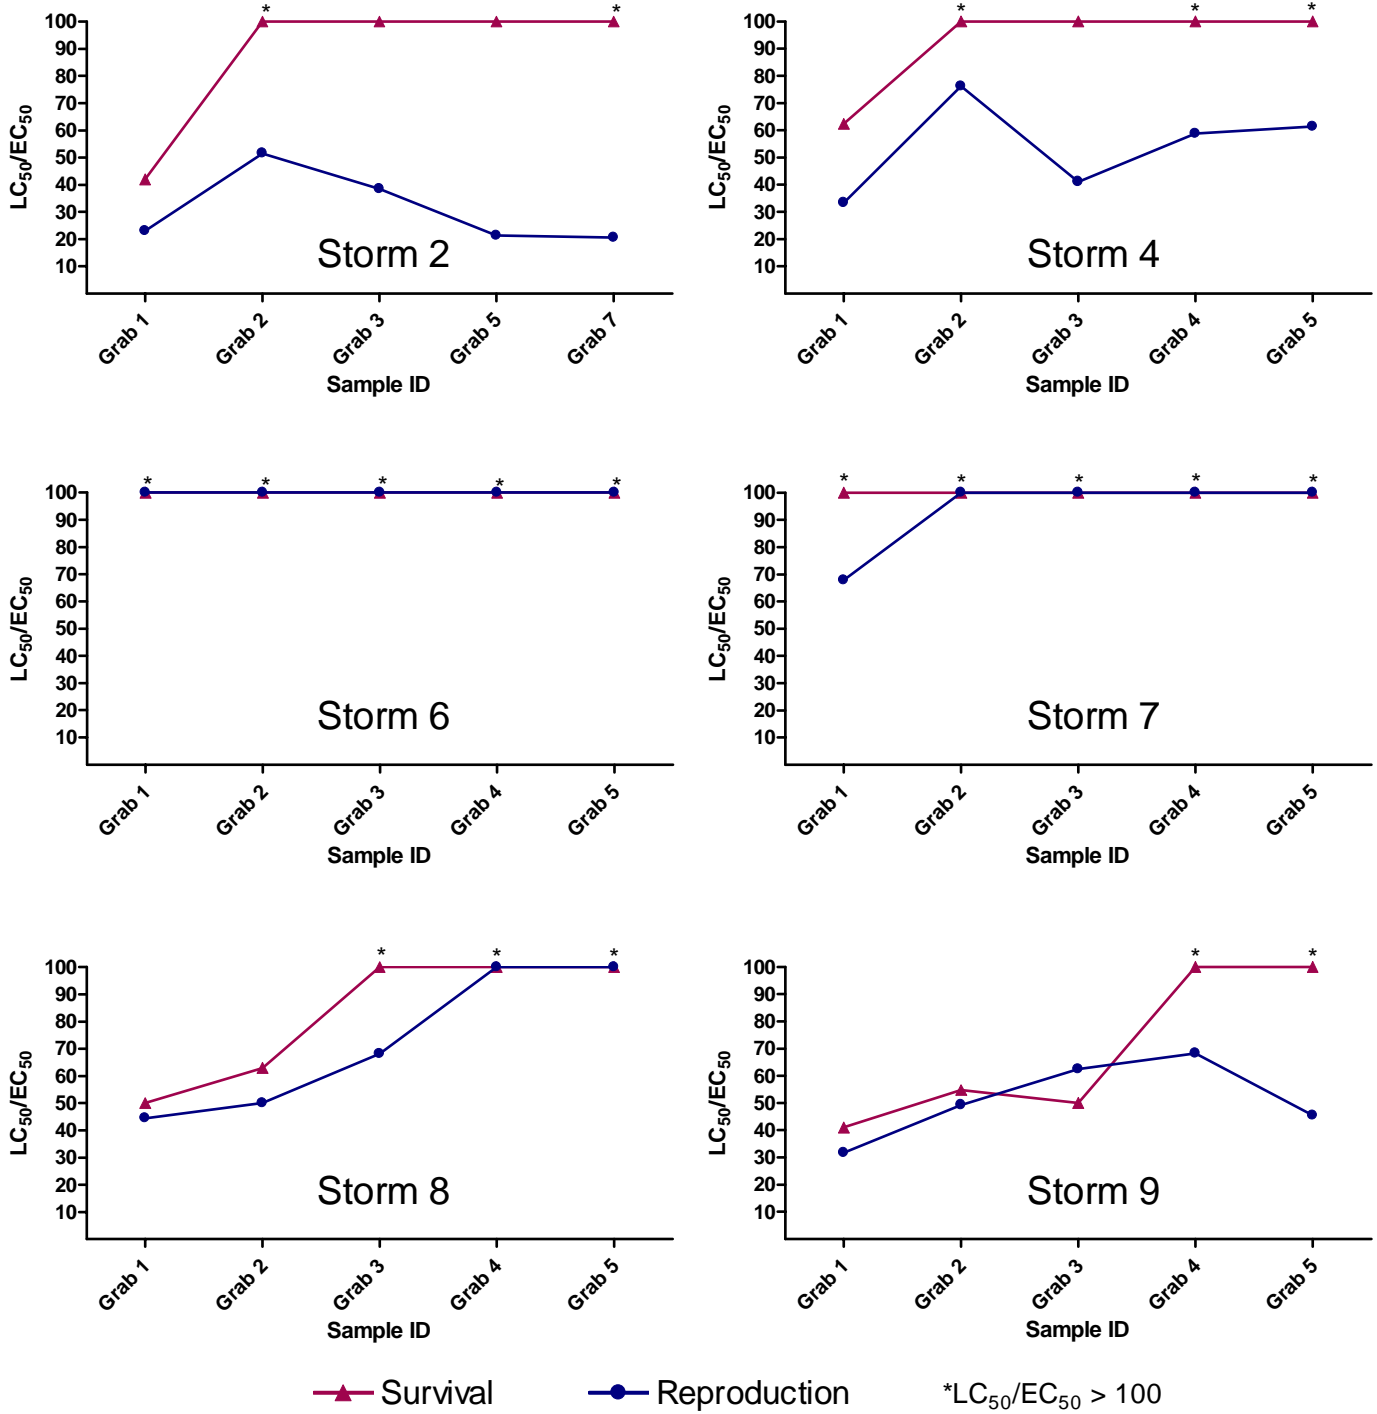 * *
100
90
80
70
60
50
40
30
20
10
LC50/EC50
Storm 2
Grab 1 Grab 2 Grab 3 Grab 5 Grab 7
Sample ID
* * *
100
90
80
70
60
50
40
30
20
10
LC50/EC50
Storm 4
Grab 1 Grab 2 Grab 3 Grab 4 Grab 5
Sample ID
* * * * *
100
90
80
70
60
50
40
30
20
10
LC50/EC50
Storm 6
Grab 1 Grab 2 Grab 3 Grab 4 Grab 5
Sample ID
* * * * *
100
90
80
70
60
50
40
30
20
10
LC50/EC50
Storm 7
Grab 1 Grab 2 Grab 3 Grab 4 Grab 5
Sample ID
* * *
100
90
80
70
60
50
40
30
20
10
LC50/EC50
Storm 8
Grab 1 Grab 2 Grab 3 Grab 4 Grab 5
Sample ID
* *
100
90
80
70
60
50
40
30
20
10
LC50/EC50
Storm 9
Grab 1 Grab 2 Grab 3 Grab 4 Grab 5
Sample ID
Survival Reproduction *LC50/EC50 > 100